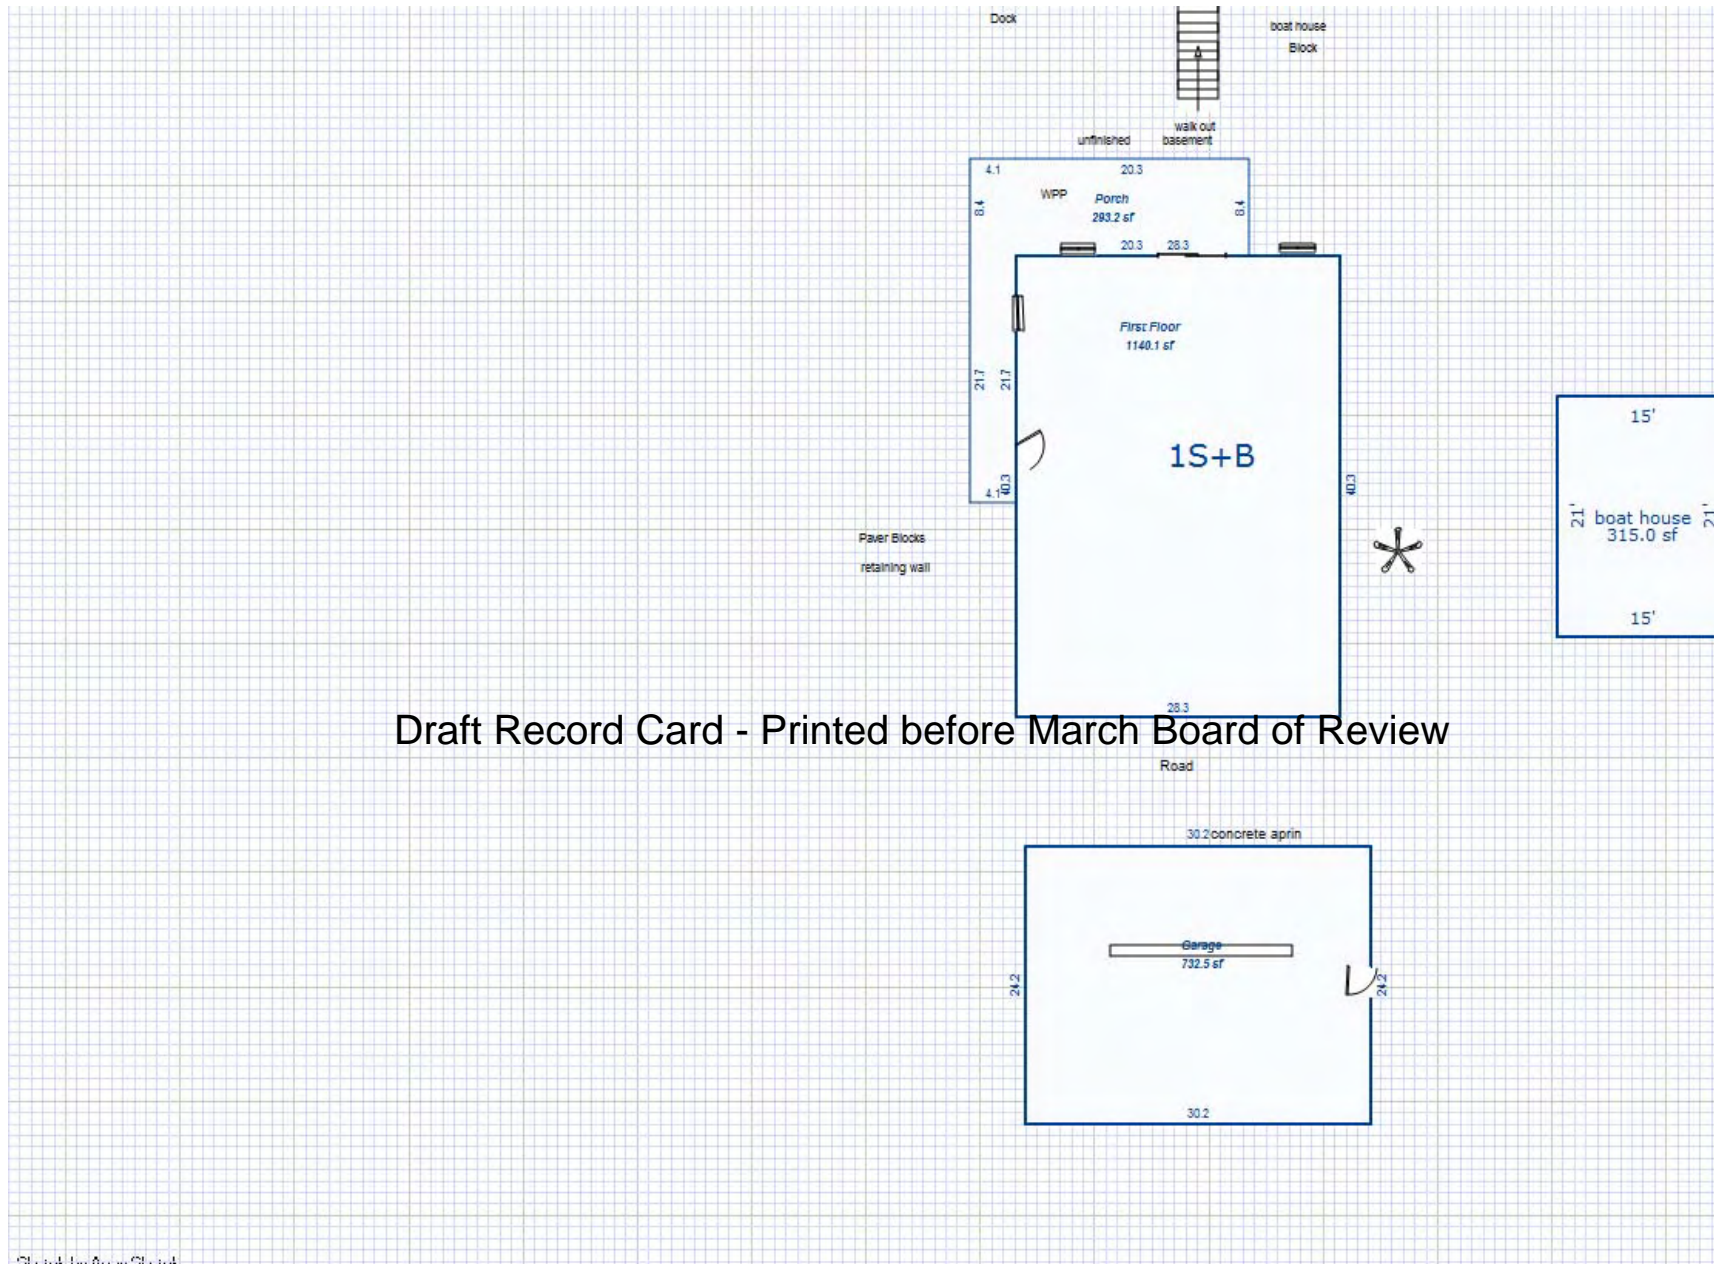 Dock
boat house
Block
walk out
unfinished basement
4.1 20.3
WPP Porch
8.4 8.4
293.2 sf
20.3 28.3
First Floor
1140.1 sf
21.7 21.7
15'
1S+B
4.1 40.3 40.3
21' boat house 21'
315.0 sf
Paver Blocks
retaining wall
15'
28.3
Draft Record Card - Printed before March Board of Review
Road
30.2 concrete aprin
Garage
732.5 sf
24.2 24.2
30.2